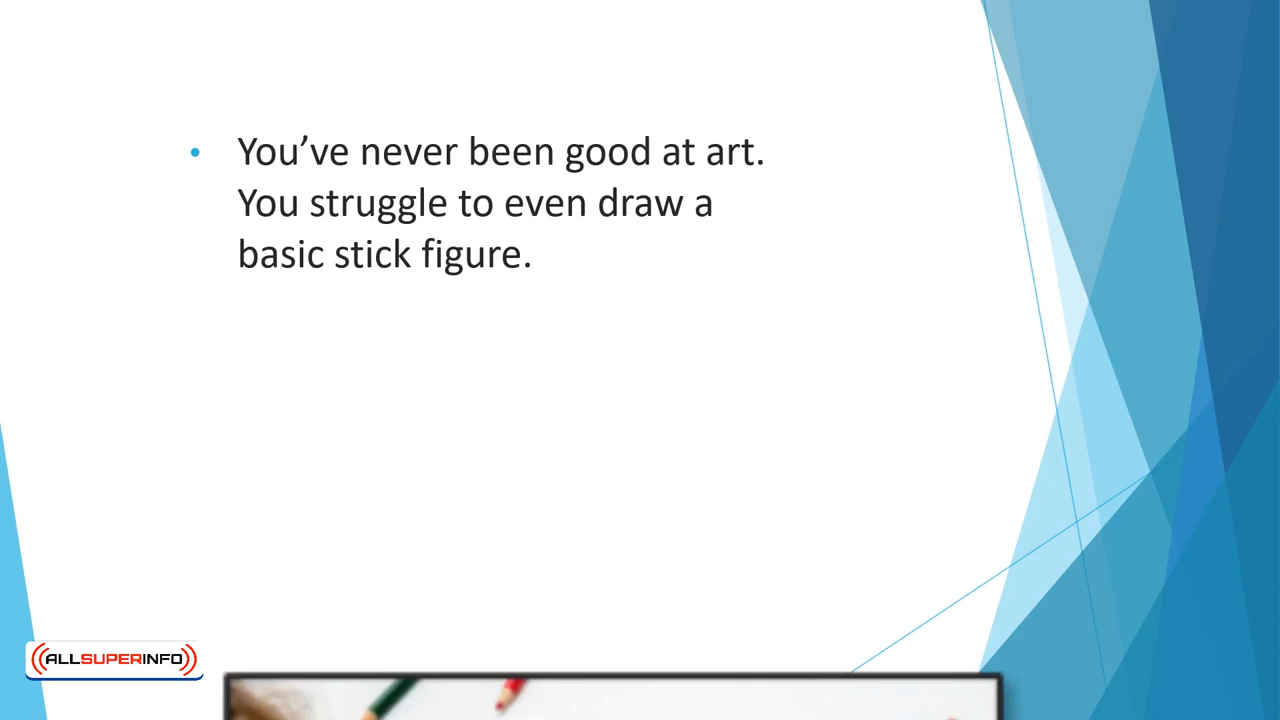 You’ve never been good at art.
You struggle to even draw a
basic stick figure.
ALLSUPERINFO